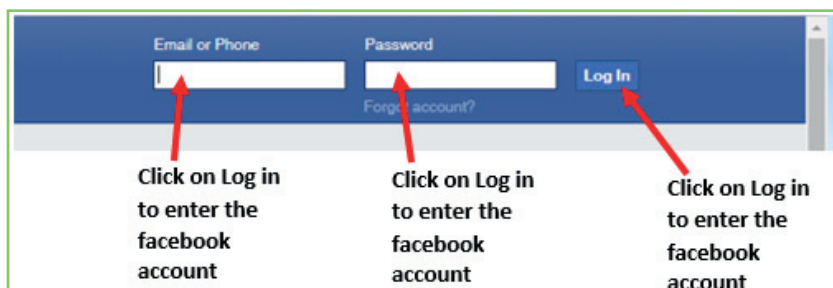 Email or Phone
Password
Log In
Forgot account?
Click on Log in
to enter the
facebook
account
Click on Log in
to enter the
facebook
account
Click on Log in
to enter the
facebook
account